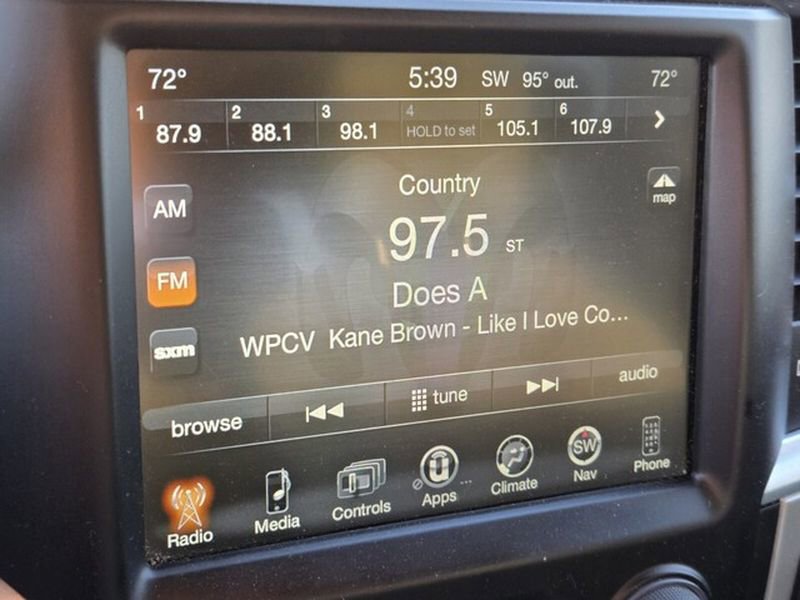 72° 5:39 SW 95° out. 72°
1 87.9 2 88.1 3 98.1 4 HOLD to set 5 105.1 6 107.9
Country
map
AM
97.5 ST
FM
Does A
WPCV Kane Brown - Like I Love Co...
sxm
browse tune audio
Radio Media Controls Apps Climate SW Nav Phone